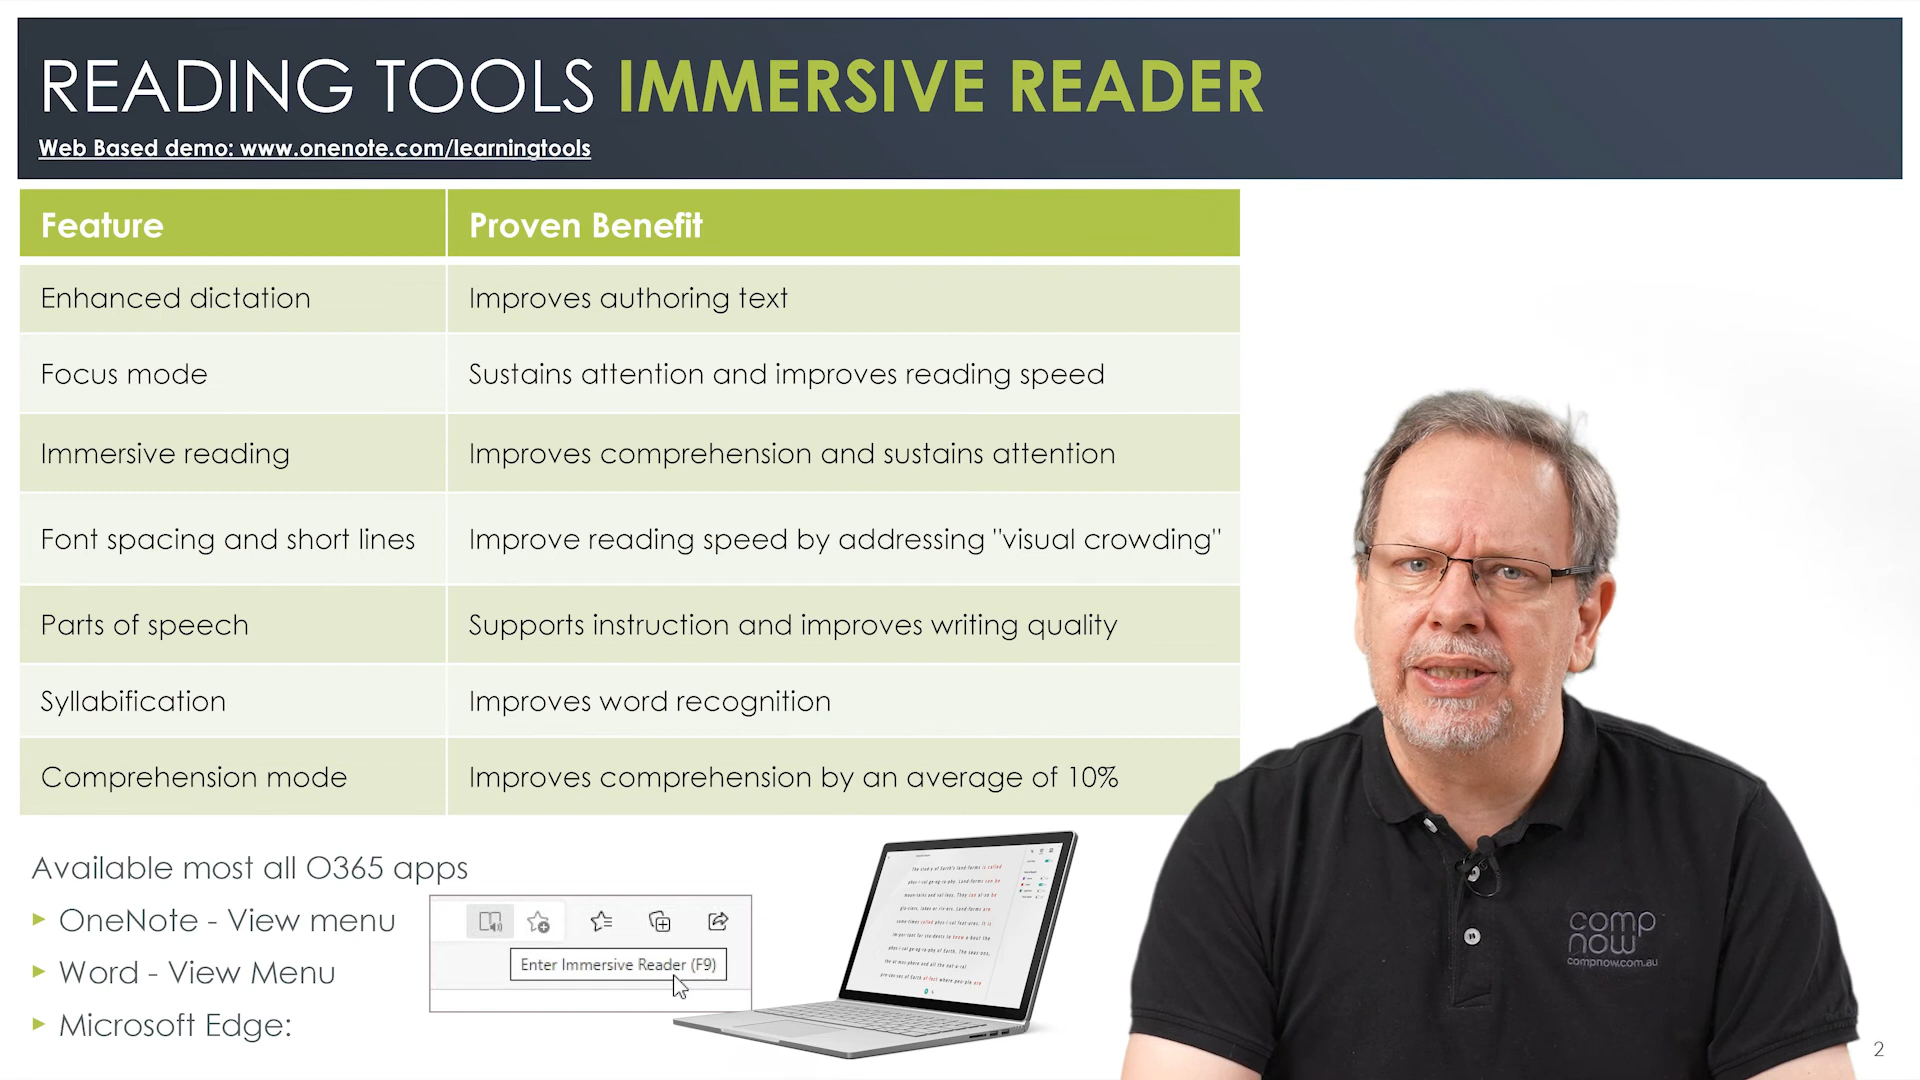 READING TOOLS IMMERSIVE READER
Web Based demo: www.onenote.com/learningtools
Feature Proven Benefit
Enhanced dictation Improves authoring text
Focus mode Sustains attention and improves reading speed
Immersive reading Improves comprehension and sustains attention
Font spacing and short lines Improve reading speed by addressing "visual crowding"
Parts of speech Supports instruction and improves writing quality
Syllabification Improves word recognition
Comprehension mode Improves comprehension by an average of 10%
Available most all O365 apps
OneNote - View menu
Word - View Menu
Microsoft Edge:
Enter Immersive Reader (F9)
comp
now
compnow.com.au
2